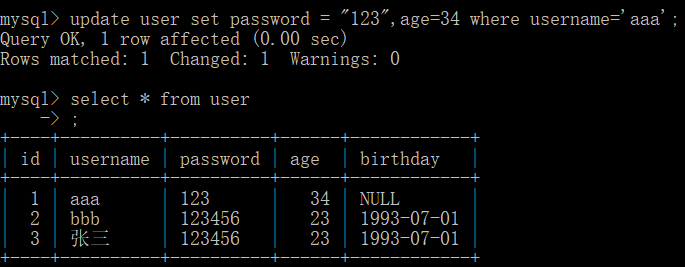 mysql> update user set password = "123",age=34 where username='aaa';
Query OK, 1 row affected (0.00 sec)
Rows matched: 1  Changed: 1  Warnings: 0

mysql> select * from user
    -> ;
+----+----------+----------+------+------------+
| id | username | password | age  | birthday   |
+----+----------+----------+------+------------+
|  1 | aaa      | 123      |   34 | NULL       |
|  2 | bbb      | 123456   |   23 | 1993-07-01 |
|  3 | 张三     | 123456   |   23 | 1993-07-01 |
+----+----------+----------+------+------------+